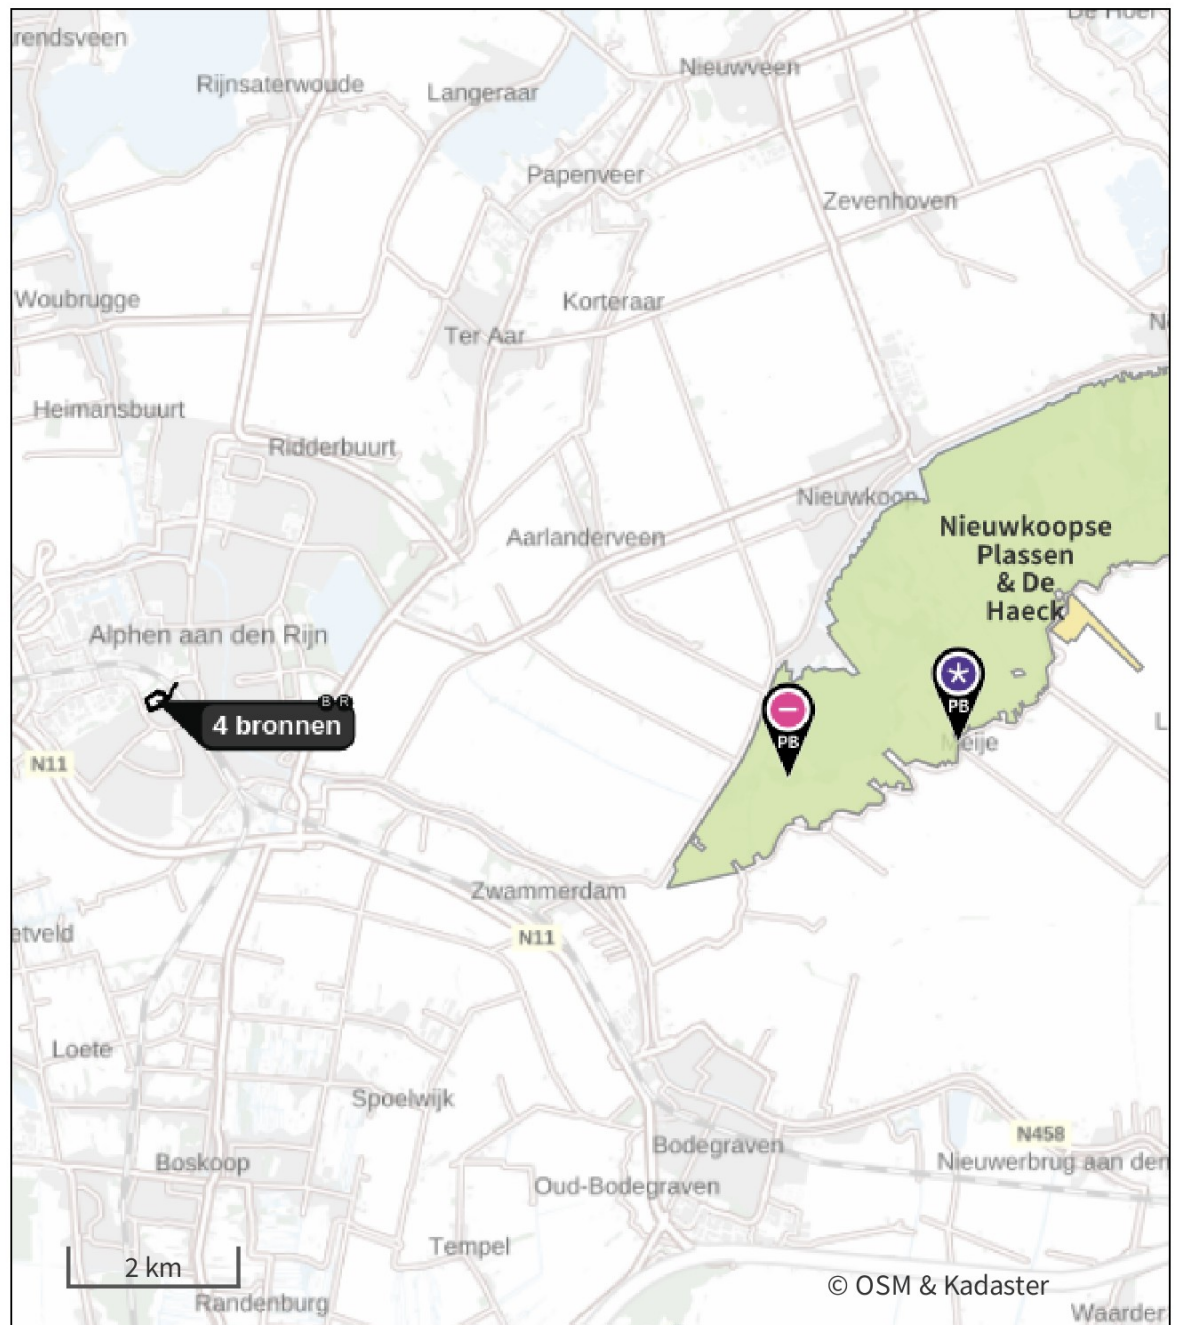 De Hoef
rendsveen
Nieuwveen
Rijnsaterwoude
Langeraar
Papenveer
Zevenhoven
Woubrugge
Korteraar
Ter Aar
Heimansbuurt
Ridderbuurt
Nieuwkoop
Aarlanderveen
Nieuwkoopse
Plassen
& De
Haeck
Alphen aan den Rijn
B R
4 bronnen
PB
PB
Meije
N11
Zwammerdam
N11
etveld
Loete
Spoelwijk
N458
Bodegraven
Boskoop
Nieuwerbrug aan den
Oud-Bodegraven
Tempel
2 km
© OSM & Kadaster
Randenburg
Waarder